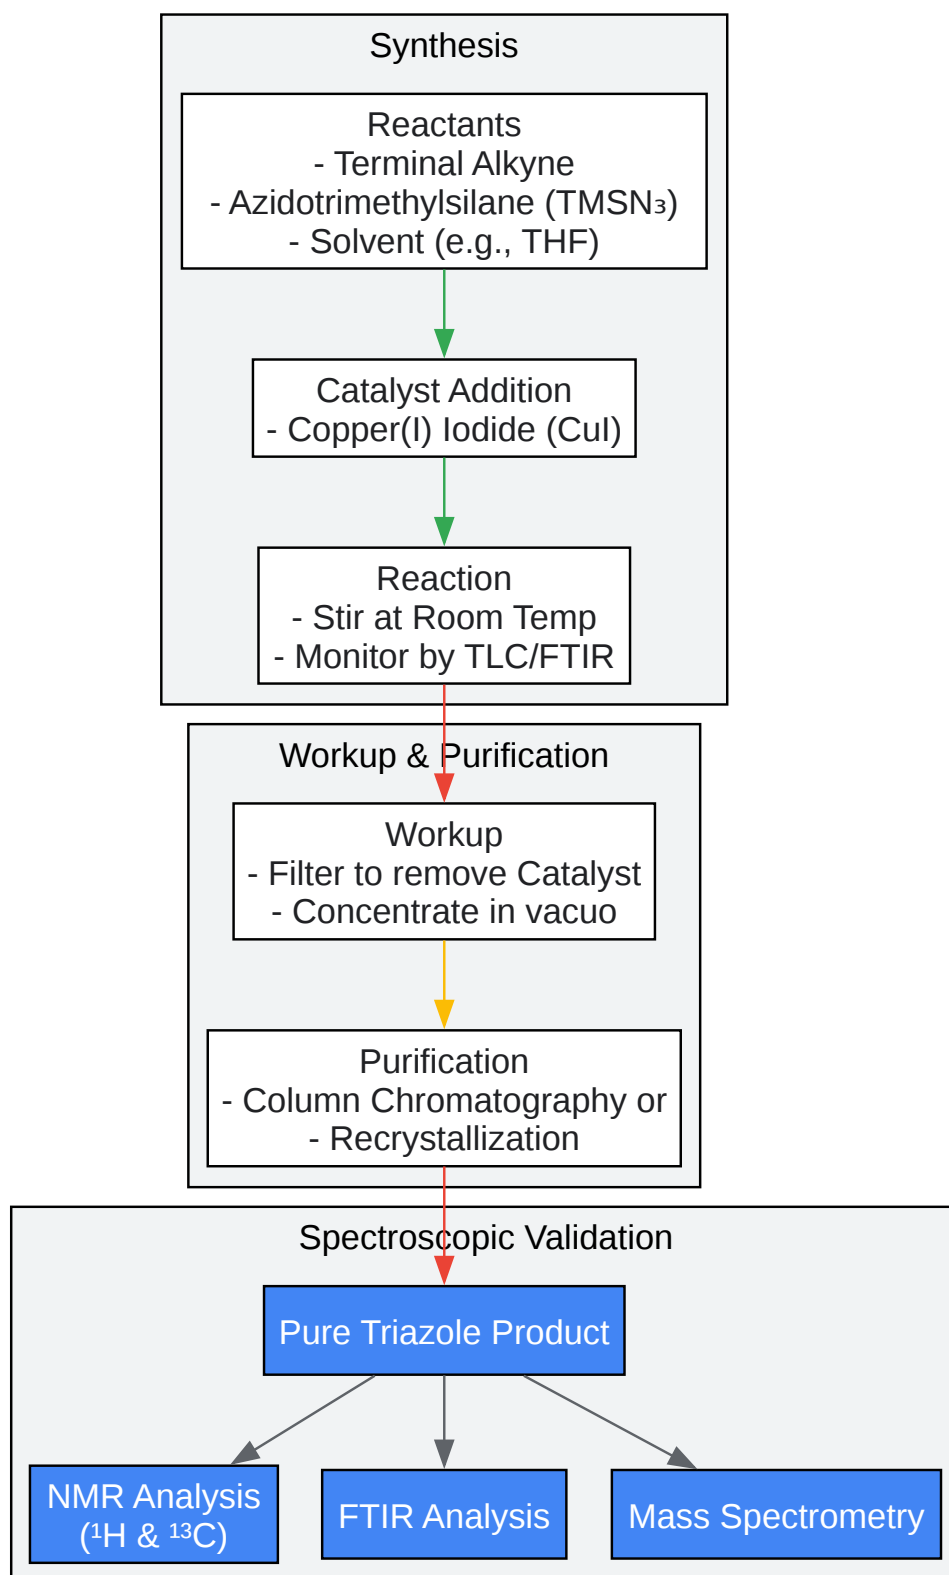 Synthesis
Reactants
- Terminal Alkyne
- Azidotrimethylsilane (TMSN₃)
- Solvent (e.g., THF)
Catalyst Addition
- Copper(I) Iodide (CuI)
Reaction
- Stir at Room Temp
- Monitor by TLC/FTIR
Workup & Purification
Workup
- Filter to remove Catalyst
- Concentrate in vacuo
Purification
- Column Chromatography or
- Recrystallization
Spectroscopic Validation
Pure Triazole Product
NMR Analysis
(¹H & ¹³C)
FTIR Analysis
Mass Spectrometry